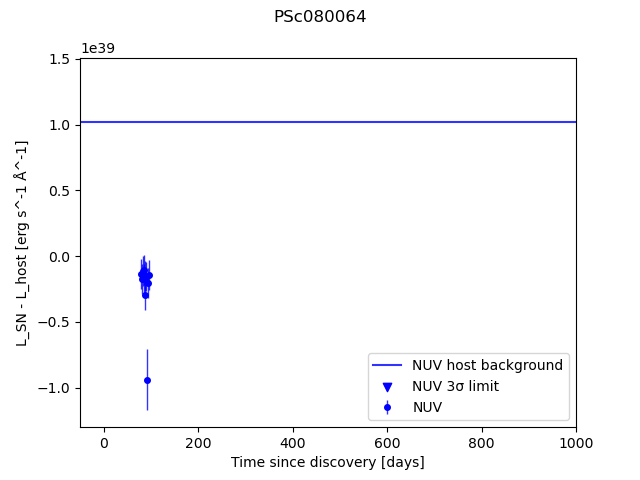 PSc080064
1e39
1.5
1.0
0.5
0.0
−0.5
−1.0
L_SN - L_host [erg s^-1 Å^-1]
NUV host background
NUV 3σ limit
NUV
0 200 400 600 800 1000
Time since discovery [days]